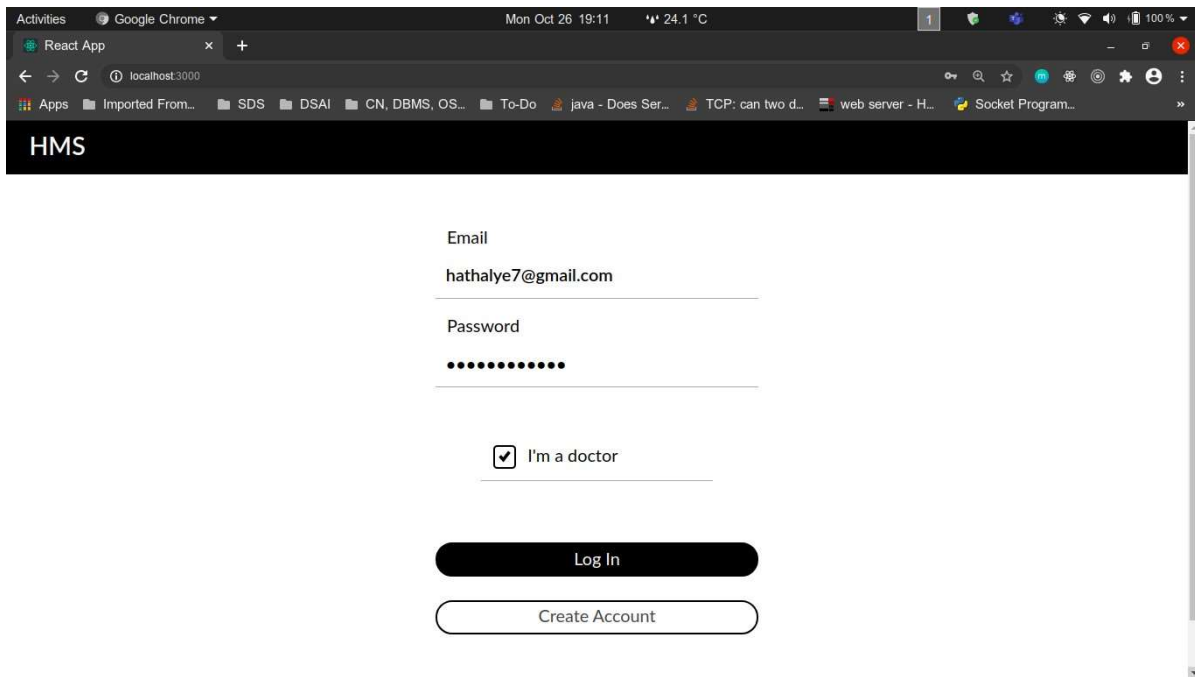 Activities Google Chrome Mon Oct 26 19:11 24.1 °C 1 100 %
React App
localhost:3000
Apps Imported From... SDS DSAI CN, DBMS, OS... To-Do java - Does Ser... TCP: can two d... web server - H... Socket Program... »
HMS
Email
hathalye7@gmail.com
Password
••••••••••••
I'm a doctor
Log In
Create Account